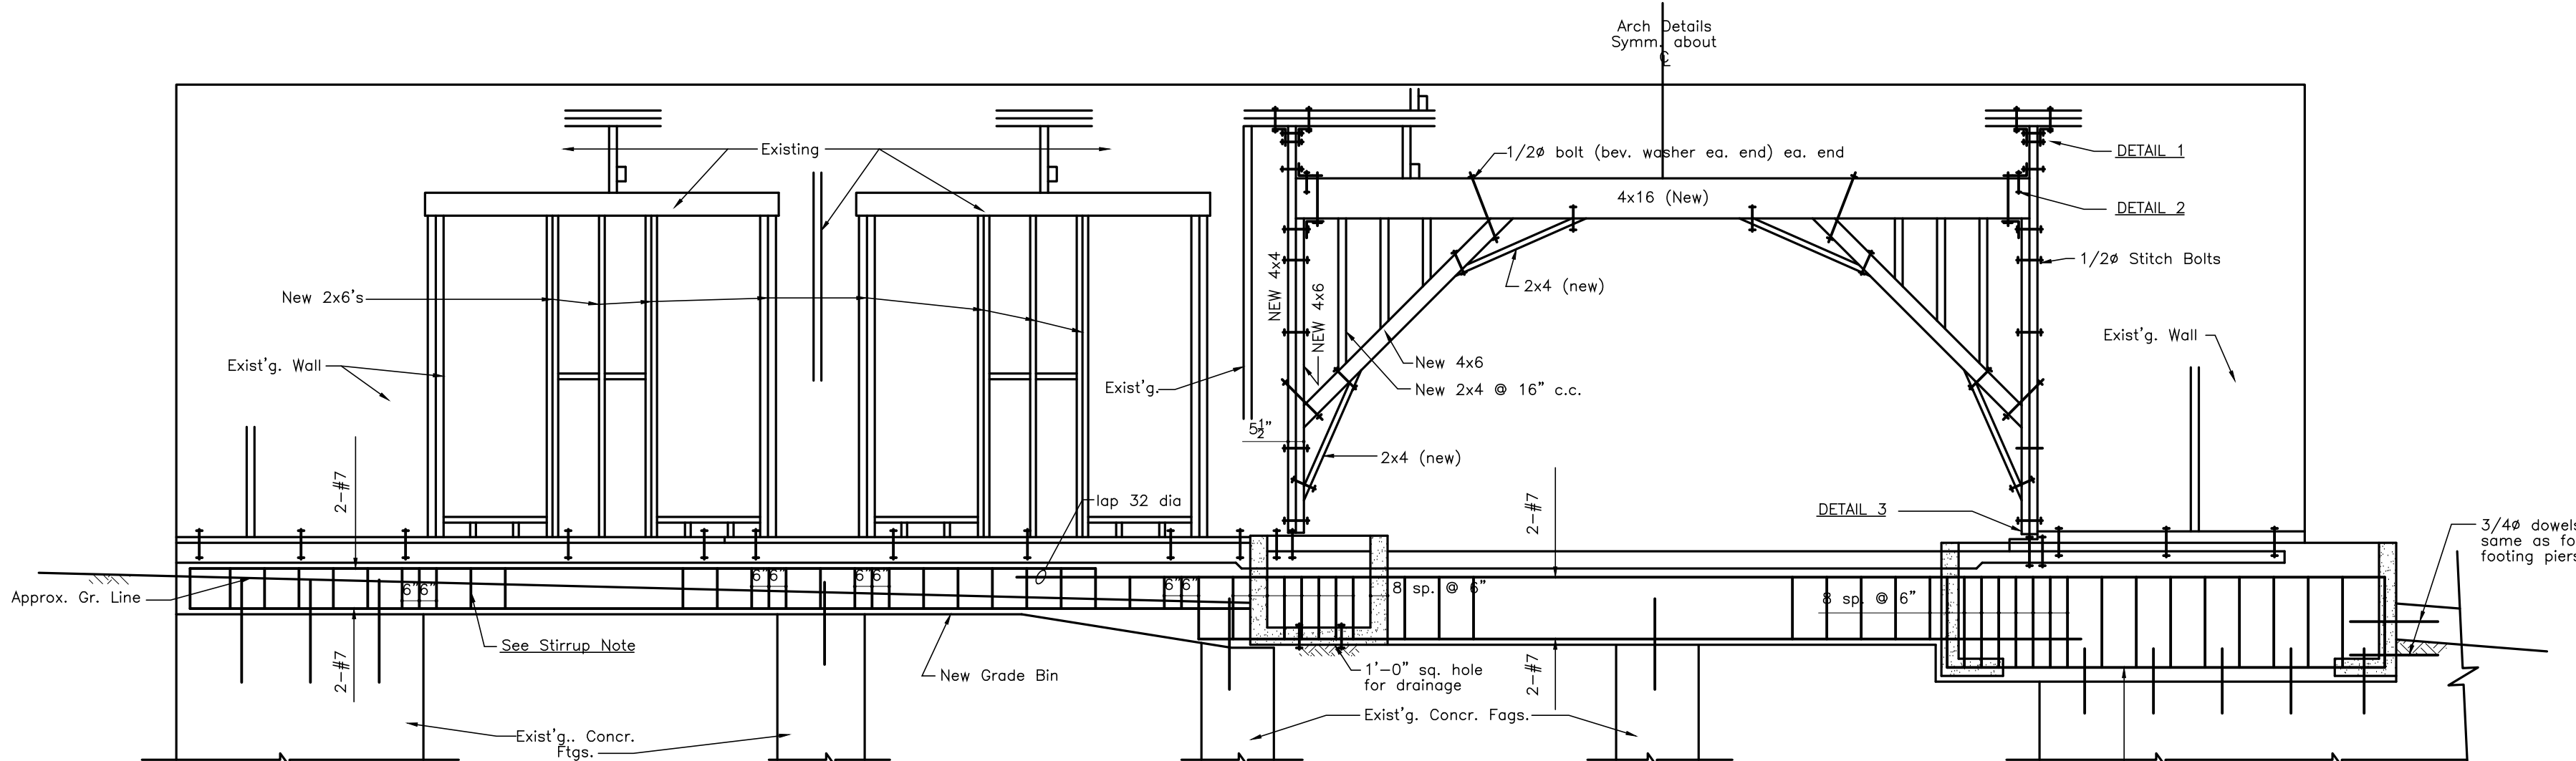 Arch Details
Symm. about
℄
Existing
1/2ø bolt (bev. washer ea. end) ea. end
DETAIL 1
4x16 (New)
DETAIL 2
NEW 4x4
1/2ø Stitch Bolts
2x4 (new)
New 2x6's
NEW 4x6
Exist'g. Wall
Exist'g. Wall
New 4x6
Exist'g.
New 2x4 @ 16" c.c.
5½"
2x4 (new)
2-#7
lap 32 dia
2-#7
DETAIL 3
3/4ø dowels
same as fo
footing piers
6" 6"
6" 6"
6" 6"
6" 6"
8 sp. @ 6"
8 sp. @ 6"
Approx. Gr. Line
See Stirrup Note
2-#7
New Grade Bin
1'-0" sq. hole
for drainage
2-#7
Exist'g. Concr. Fags.
Exist'g.. Concr.
Ftgs.